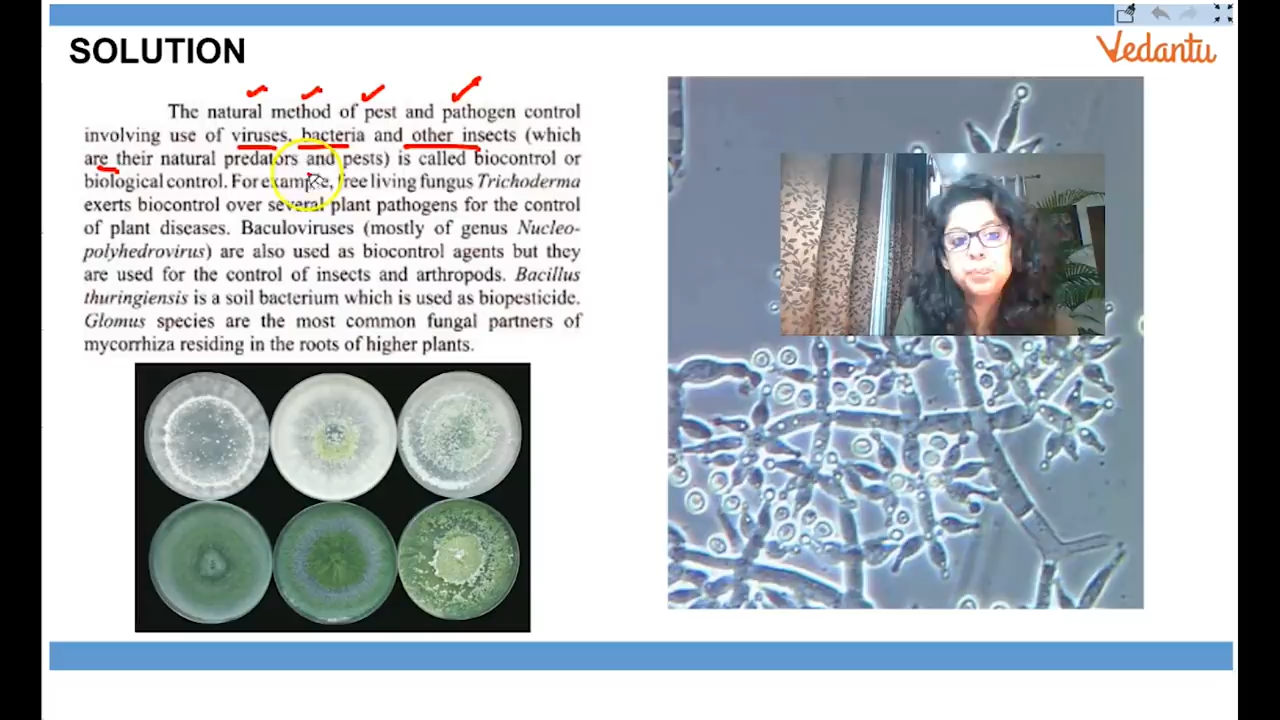 SOLUTION
Vedantu
The natural method of pest and pathogen control
involving use of viruses, bacteria and other insects (which
are their natural predators and pests) is called biocontrol or
biological control. For example, free living fungus Trichoderma
exerts biocontrol over several plant pathogens for the control
of plant diseases. Baculoviruses (mostly of genus Nucleo-
polyhedrovirus) are also used as biocontrol agents but they
are used for the control of insects and arthropods. Bacillus
thuringiensis is a soil bacterium which is used as biopesticide.
Glomus species are the most common fungal partners of
mycorrhiza residing in the roots of higher plants.